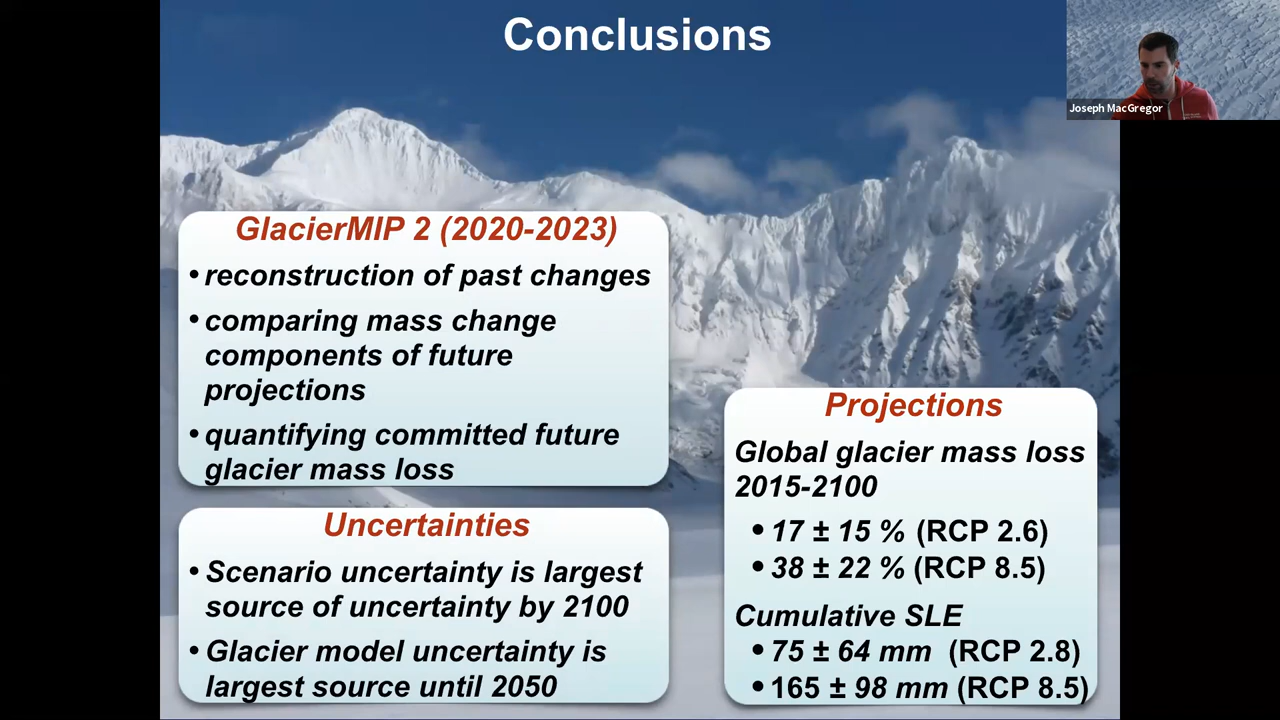 Conclusions
Joseph MacGregor
GlacierMIP 2 (2020-2023)
• reconstruction of past changes
• comparing mass change
components of future
projections
• quantifying committed future
glacier mass loss
Uncertainties
• Scenario uncertainty is largest
source of uncertainty by 2100
• Glacier model uncertainty is
largest source until 2050
Projections
Global glacier mass loss
2015-2100
• 17 ± 15 % (RCP 2.6)
• 38 ± 22 % (RCP 8.5)
Cumulative SLE
• 75 ± 64 mm (RCP 2.8)
• 165 ± 98 mm (RCP 8.5)